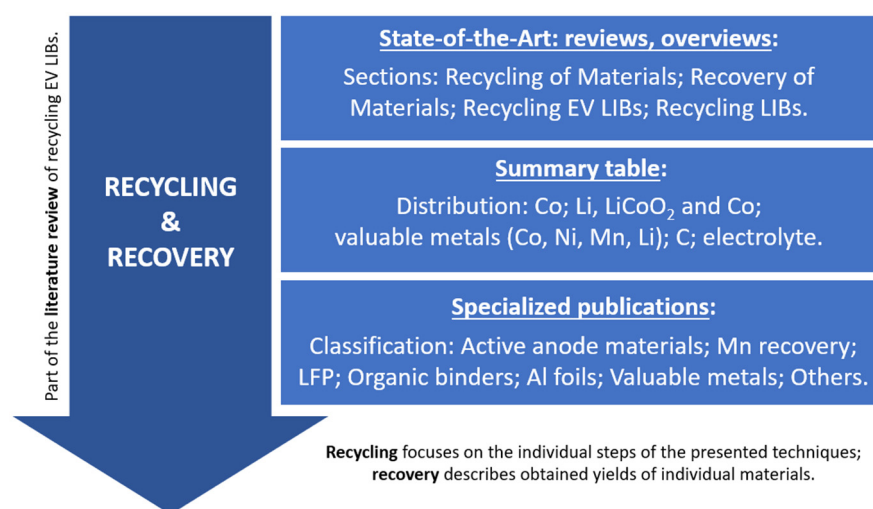 Part of the literature review of recycling EV LIBs.
RECYCLING
&
RECOVERY
State-of-the-Art: reviews, overviews:
Sections: Recycling of Materials; Recovery of
Materials; Recycling EV LIBs; Recycling LIBs.
Summary table:
Distribution: Co; Li, LiCoO₂ and Co;
valuable metals (Co, Ni, Mn, Li); C; electrolyte.
Specialized publications:
Classification: Active anode materials; Mn recovery;
LFP; Organic binders; Al foils; Valuable metals; Others.
Recycling focuses on the individual steps of the presented techniques;
recovery describes obtained yields of individual materials.